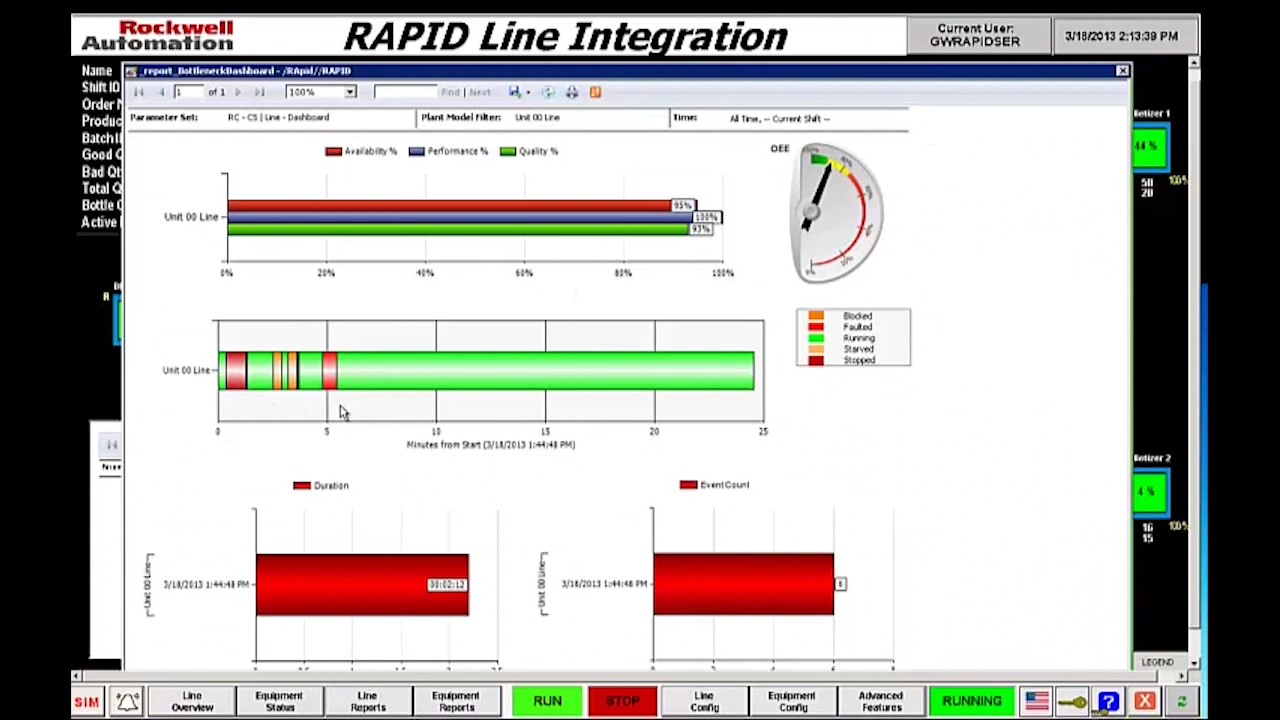 Rockwell
Automation
RAPID Line Integration
Current User:
GWRAPIDSER
3/18/2013 2:13:39 PM
Name
Shift ID
Order N
Produc
Batch I
Good Q
Bad Qt
Total Q
Bottle C
Active
_report_BottleneckDashboard - /RApid//RAPID
1 of 1 100% Find | Next
Parameter Set: RC - CS | Line - Dashboard
Plant Model Filter: Unit 00 Line
Time: All Time, -- Current Shift --
Availability % Performance % Quality %
OEE
Unit 00 Line
95%
100%
93%
0% 20% 40% 60% 80% 100%
Blocked
Faulted
Running
Starved
Stopped
Unit 00 Line
0 5 10 15 20 25
Minutes from Start (3/18/2013 1:44:48 PM)
Duration
Event Count
Unit 00 Line
3/18/2013 1:44:48 PM
00:02:12
Unit 00 Line
3/18/2013 1:44:48 PM
R
44 %
100%
4 %
16
15
100%
LEGEND
SIM
Line Overview
Equipment Status
Line Reports
Equipment Reports
RUN
STOP
Line Config
Equipment Config
Advanced Features
RUNNING